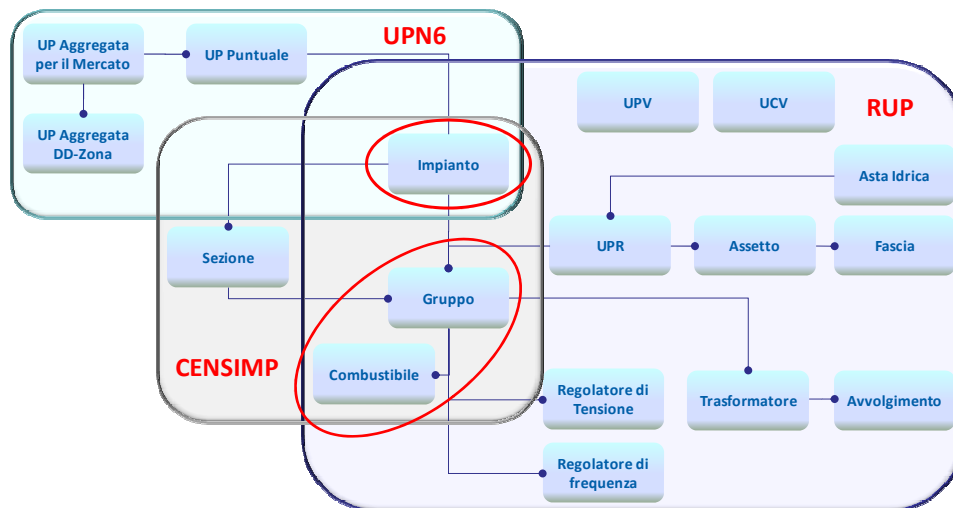 UPN6
UP Aggregata
per il Mercato
UP Puntuale
UPV
UCV
RUP
UP Aggregata
DD-Zona
Impianto
Asta Idrica
Sezione
UPR
Assetto
Fascia
Gruppo
CENSIMP
Combustibile
Regolatore di
Tensione
Trasformatore
Avvolgimento
Regolatore di
frequenza